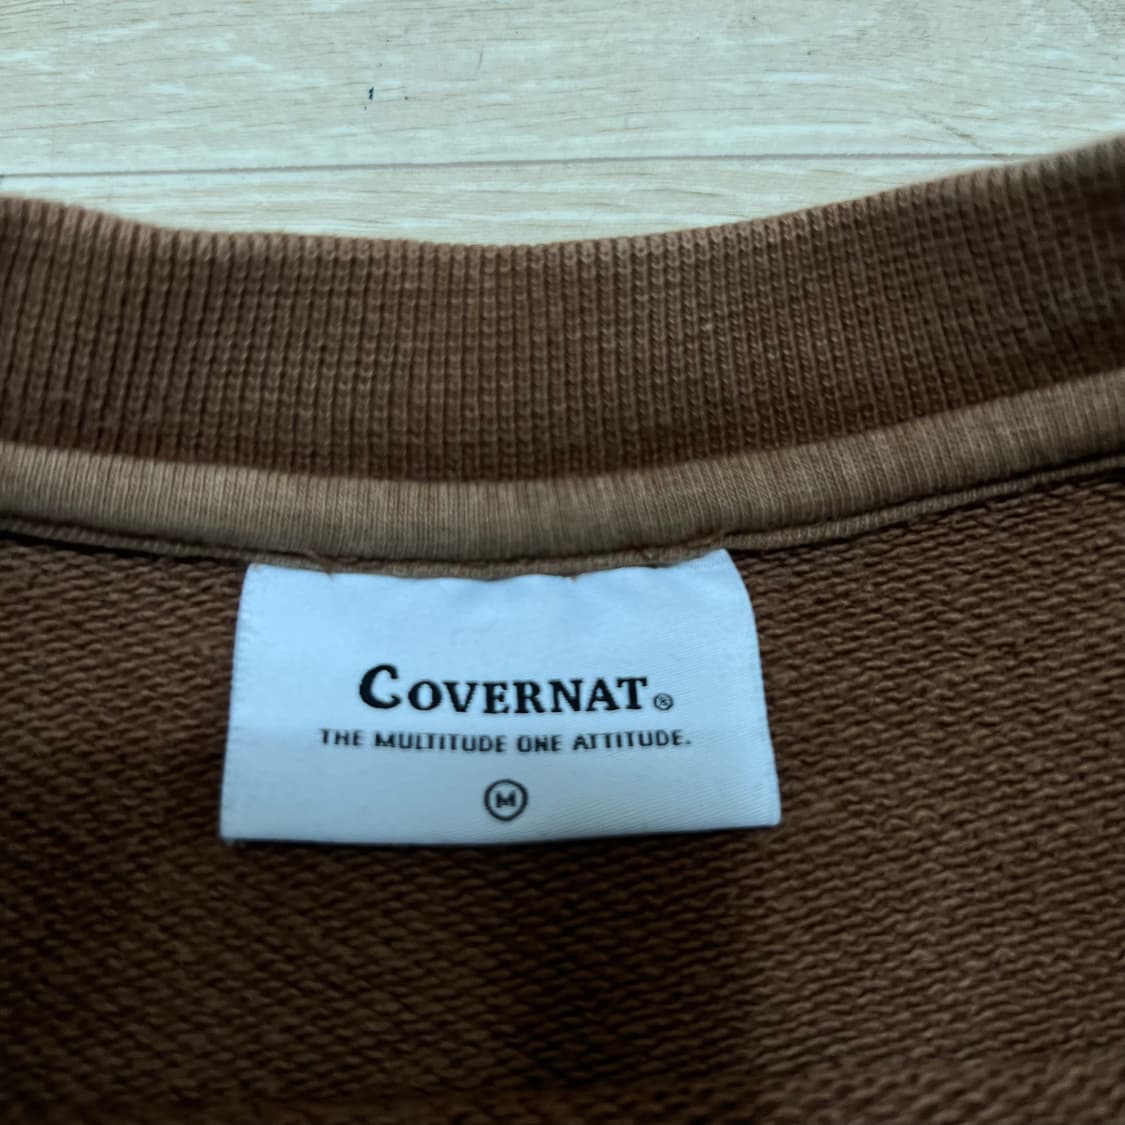 COVERNAT®
THE MULTITUDE ONE ATTITUDE.
M